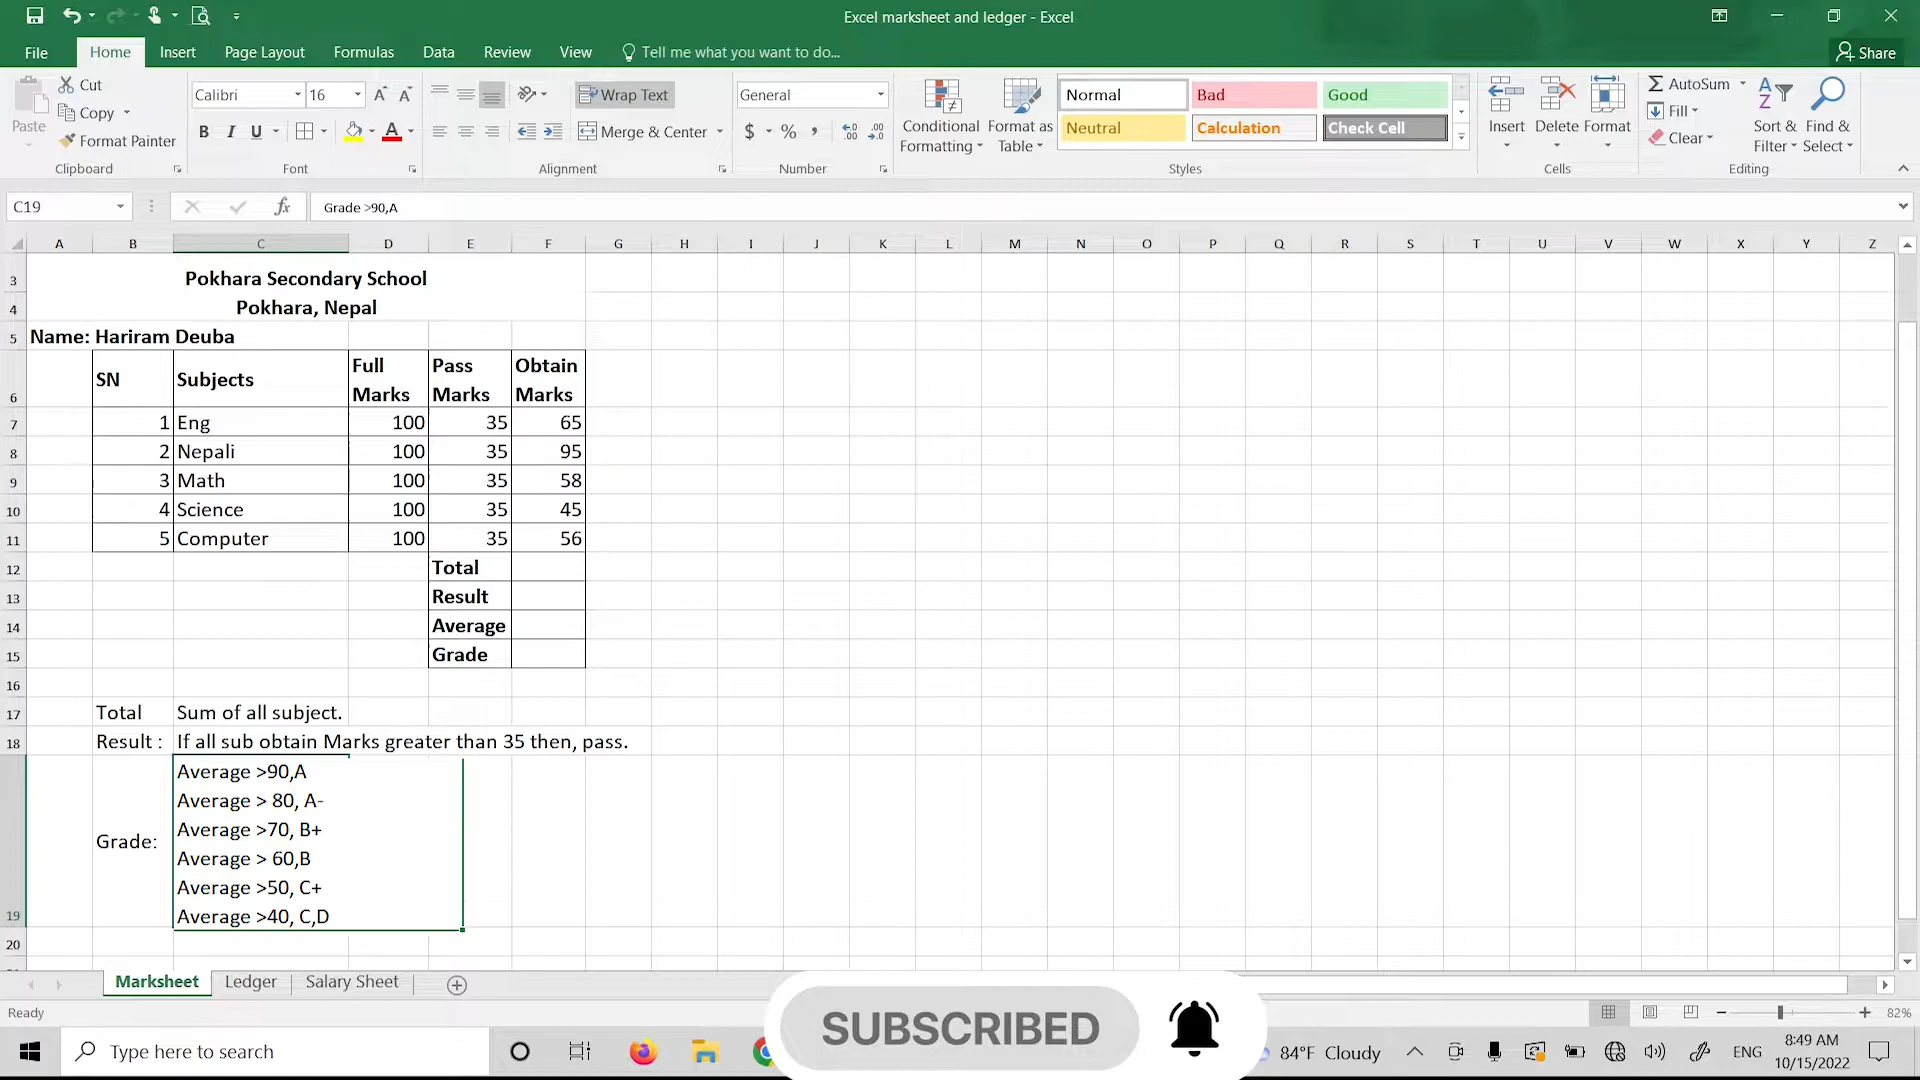 Excel marksheet and ledger - Excel
File Home Insert Page Layout Formulas Data Review View Tell me what you want to do... Share
Cut
Copy
Format Painter
Paste
Clipboard
Calibri 16
B I U A
Font
Wrap Text
Merge & Center
Alignment
General
$ % ,
Number
Conditional Formatting
Format as Table
Normal Bad Good
Neutral Calculation Check Cell
Styles
Insert Delete Format
Cells
AutoSum
Fill
Clear
Sort & Filter
Find & Select
Editing
C19 fx Grade >90,A
A B C D E F G H I J K L M N O P Q R S T U V W X Y Z
3 Pokhara Secondary School
4 Pokhara, Nepal
5 Name: Hariram Deuba
6 SN Subjects Full Marks Pass Marks Obtain Marks
7 1 Eng 100 35 65
8 2 Nepali 100 35 95
9 3 Math 100 35 58
10 4 Science 100 35 45
11 5 Computer 100 35 56
12 Total
13 Result
14 Average
15 Grade
16
17 Total Sum of all subject.
18 Result : If all sub obtain Marks greater than 35 then, pass.
Average >90,A
Average > 80, A-
Average >70, B+
Grade:
Average > 60,B
Average >50, C+
19 Average >40, C,D
20
Marksheet Ledger Salary Sheet
Ready 82%
SUBSCRIBED
Type here to search
84°F Cloudy ENG 8:49 AM
10/15/2022